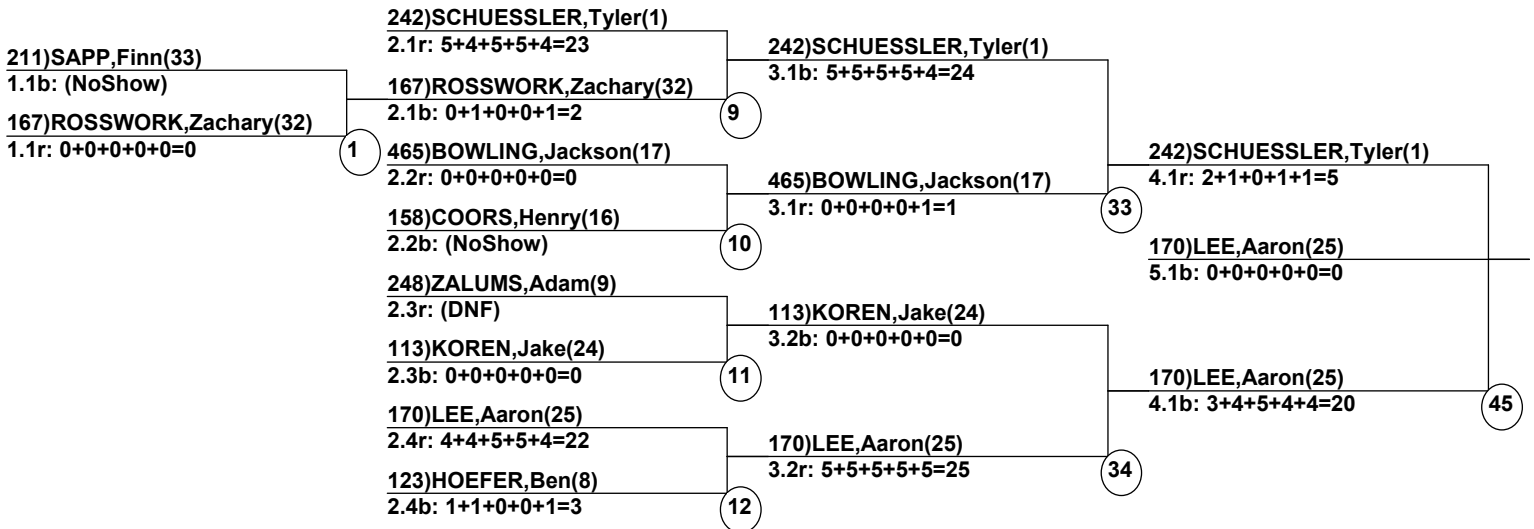 211)SAPP,Finn(33)
1.1b: (NoShow)
167)ROSSWORK,Zachary(32)
1.1r: 0+0+0+0+0=0
1
242)SCHUESSLER,Tyler(1)
2.1r: 5+4+5+5+4=23
167)ROSSWORK,Zachary(32)
2.1b: 0+1+0+0+1=2
9
465)BOWLING,Jackson(17)
2.2r: 0+0+0+0+0=0
158)COORS,Henry(16)
2.2b: (NoShow)
10
248)ZALUMS,Adam(9)
2.3r: (DNF)
113)KOREN,Jake(24)
2.3b: 0+0+0+0+0=0
11
170)LEE,Aaron(25)
2.4r: 4+4+5+5+4=22
123)HOEFER,Ben(8)
2.4b: 1+1+0+0+1=3
12
242)SCHUESSLER,Tyler(1)
3.1b: 5+5+5+5+4=24
465)BOWLING,Jackson(17)
3.1r: 0+0+0+0+1=1
33
113)KOREN,Jake(24)
3.2b: 0+0+0+0+0=0
170)LEE,Aaron(25)
3.2r: 5+5+5+5+5=25
34
242)SCHUESSLER,Tyler(1)
4.1r: 2+1+0+1+1=5
170)LEE,Aaron(25)
5.1b: 0+0+0+0+0=0
170)LEE,Aaron(25)
4.1b: 3+4+5+4+4=20
45